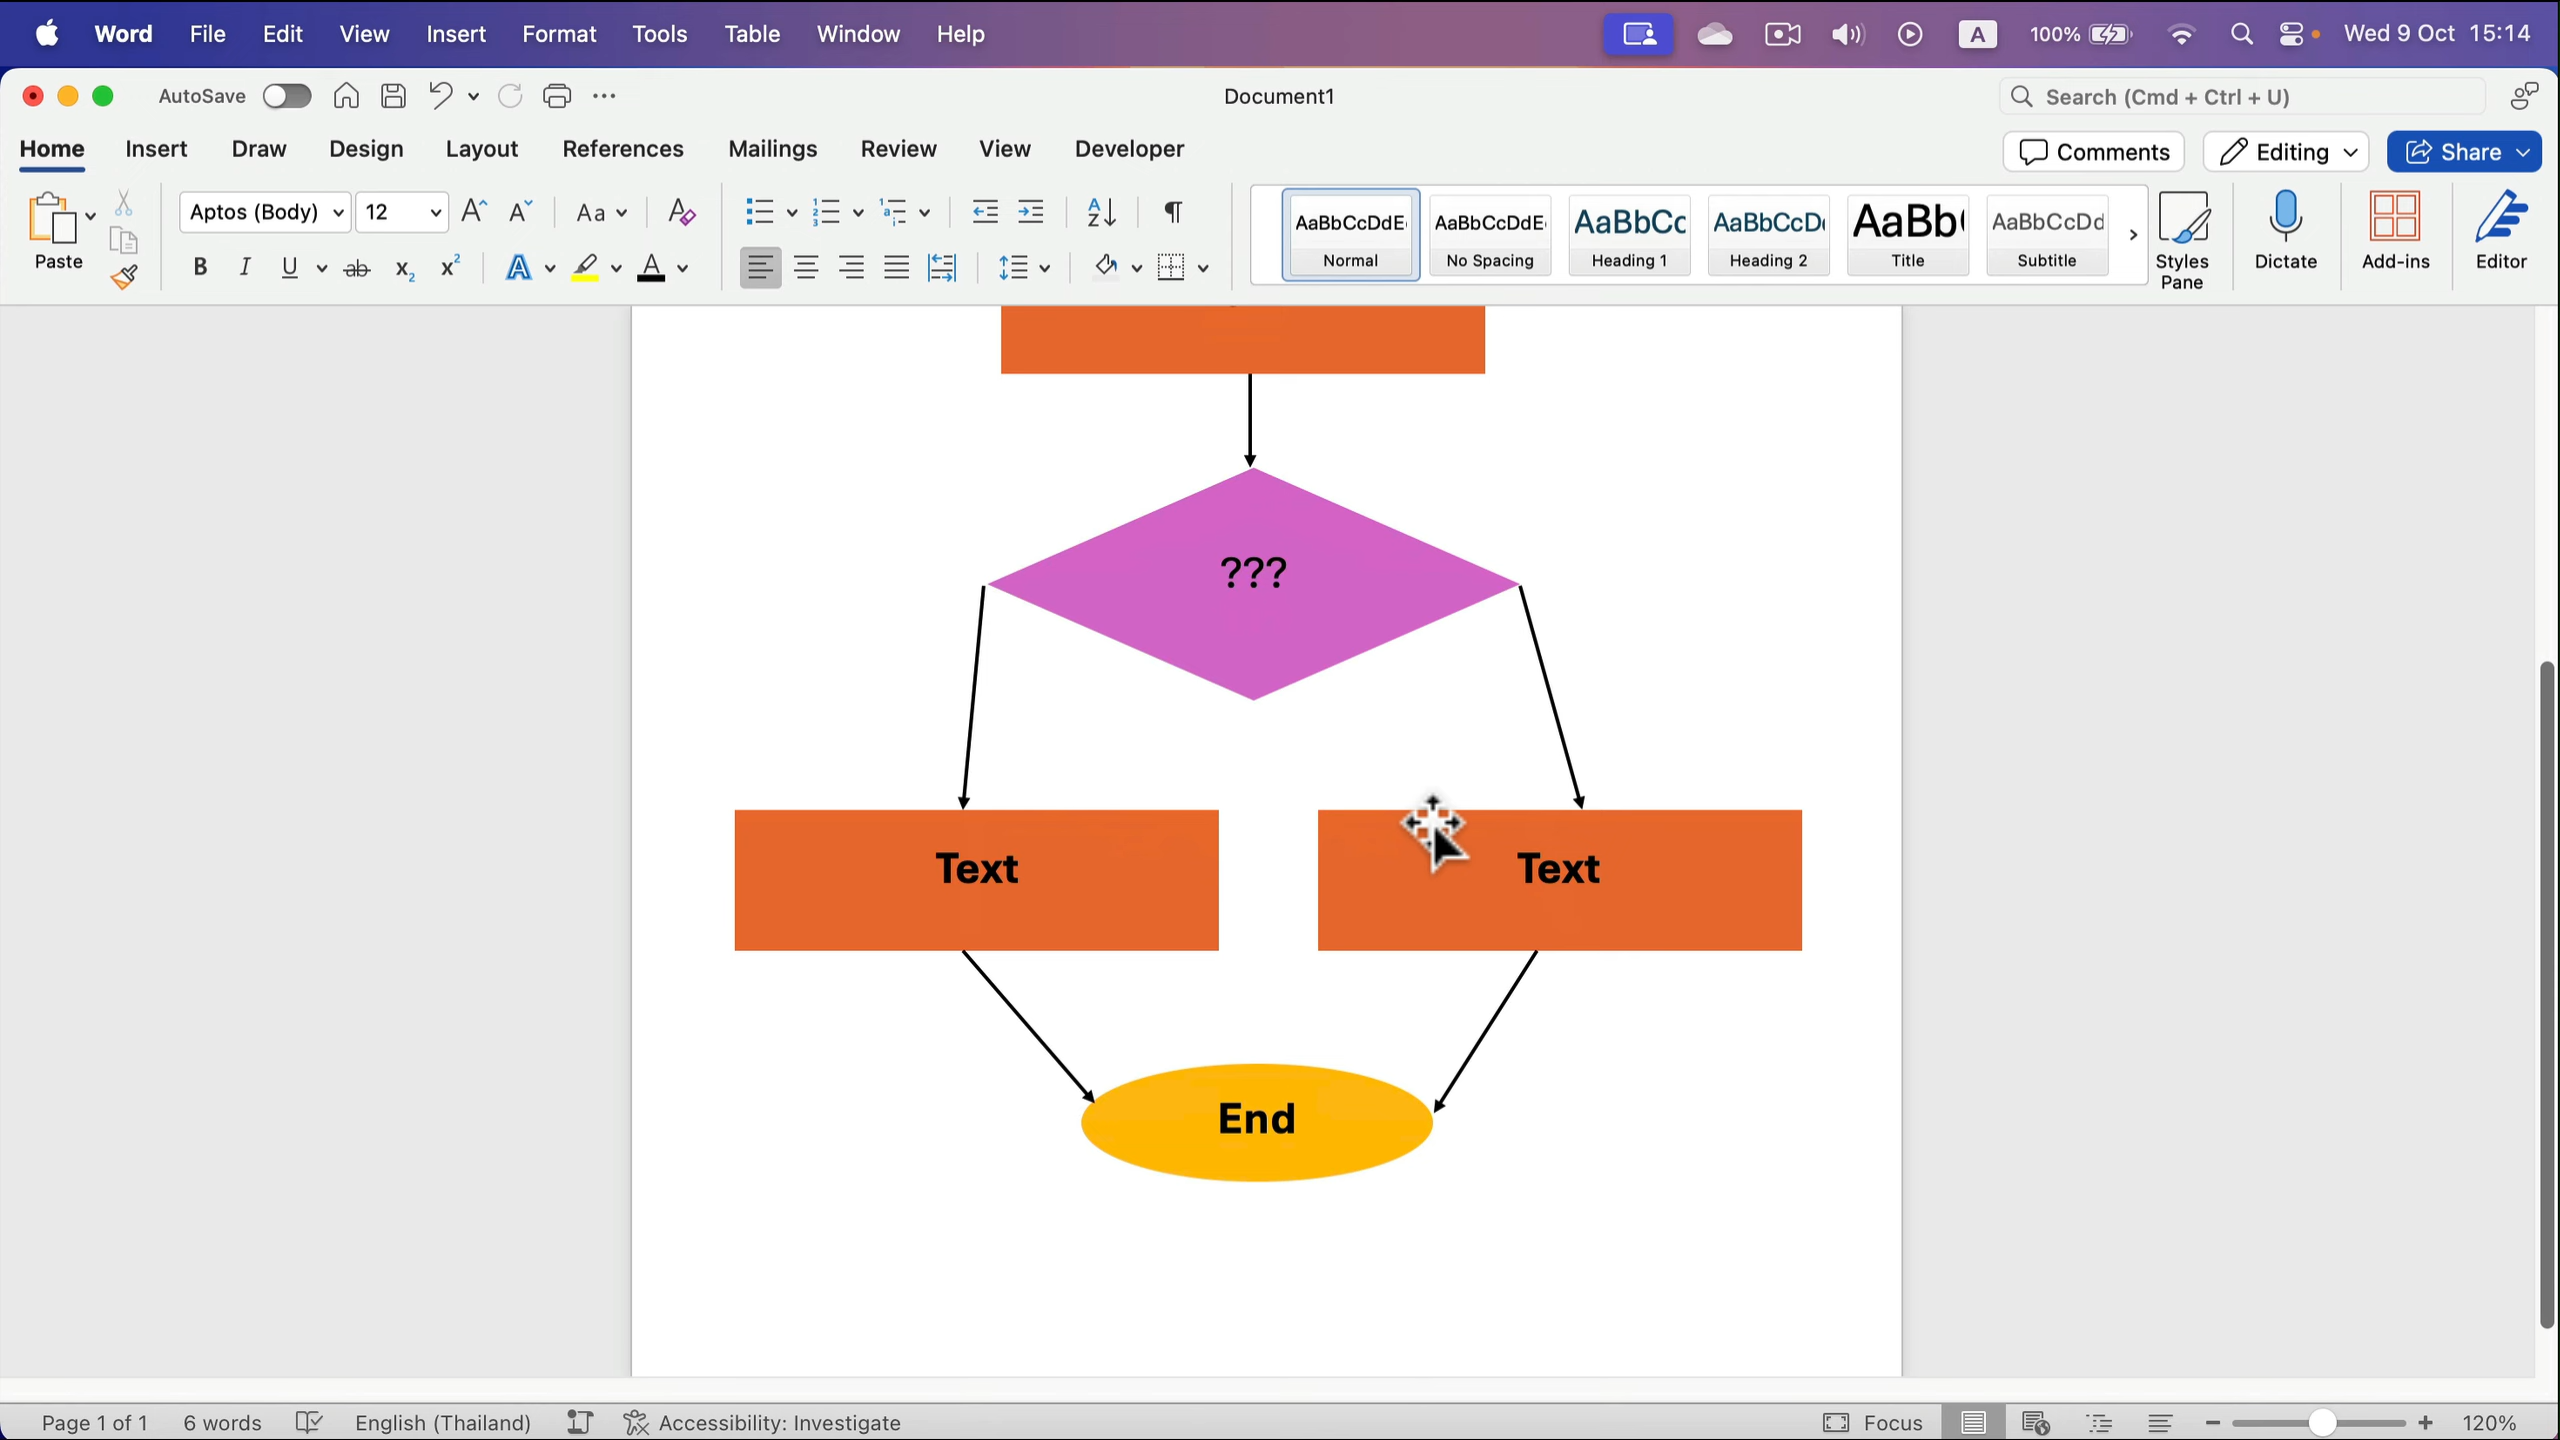 Word File Edit View Insert Format Tools Table Window Help A 100% Wed 9 Oct 15:14
AutoSave Document1 Search (Cmd + Ctrl + U)
Home Insert Draw Design Layout References Mailings Review View Developer Comments Editing Share
Paste Aptos (Body) 12 Aa AaBbCcDdE AaBbCcDdE AaBbCc AaBbCcD AaBb AaBbCcDd
Normal No Spacing Heading 1 Heading 2 Title Subtitle
Styles Pane Dictate Add-ins Editor
???
Text Text
End
Page 1 of 1 6 words English (Thailand) Accessibility: Investigate Focus 120%